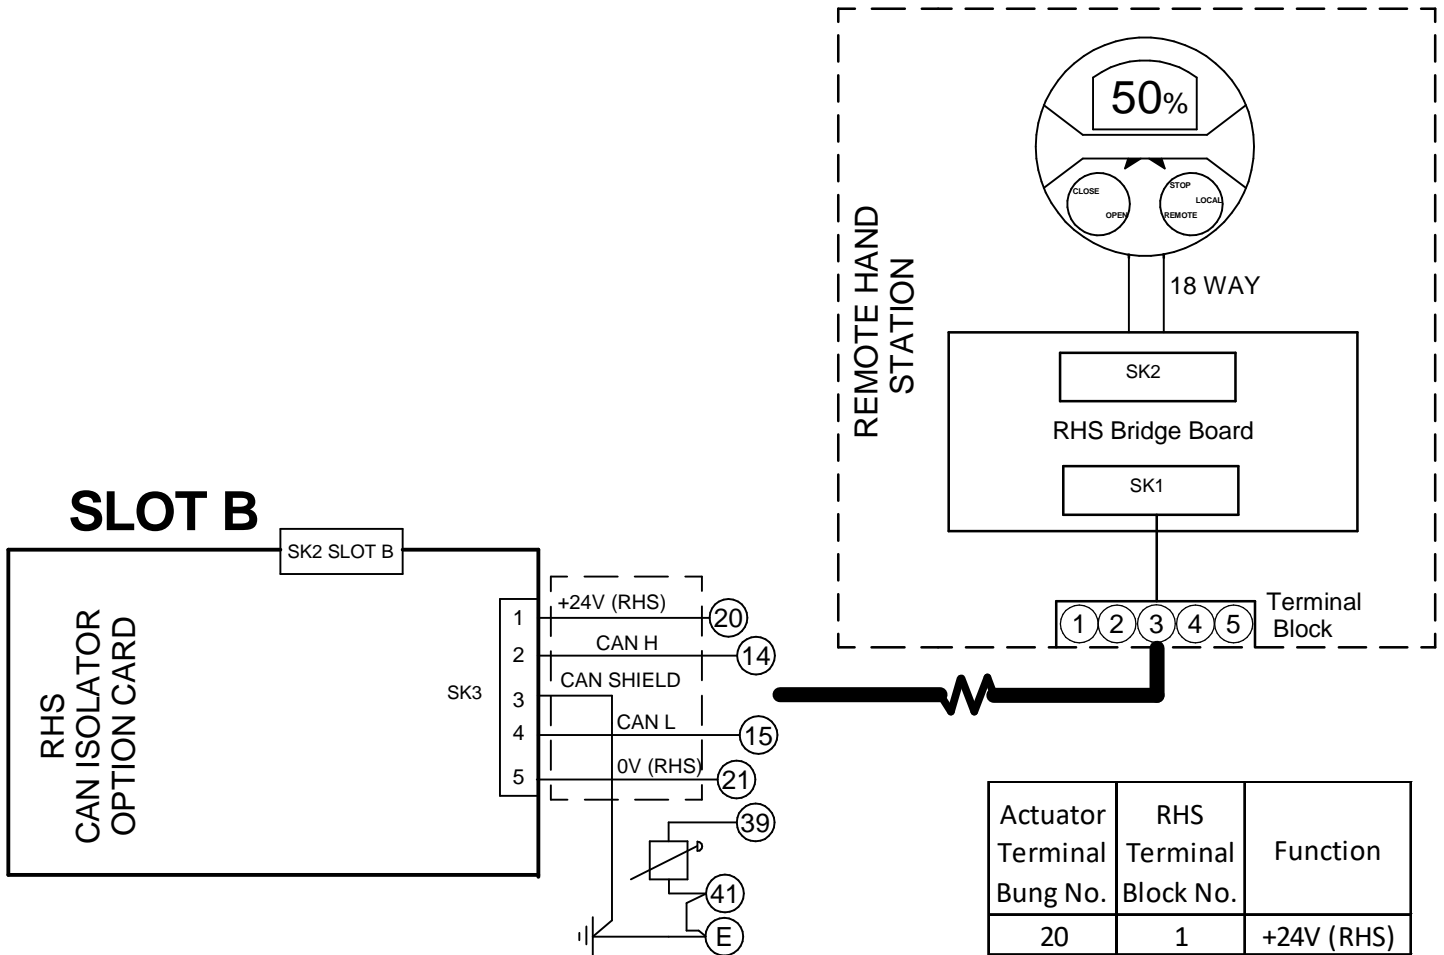 50%
CLOSE
OPEN
STOP
LOCAL
REMOTE
REMOTE HAND
STATION
18 WAY
SK2
RHS Bridge Board
SK1
1 2 3 4 5
Terminal
Block
SLOT B
SK2 SLOT B
RHS
CAN ISOLATOR
OPTION CARD
SK3
1 +24V (RHS) 20
2 CAN H 14
3 CAN SHIELD
4 CAN L 15
5 0V (RHS) 21
39
41
E
Actuator
Terminal
Bung No.
RHS
Terminal
Block No.
Function
20 1 +24V (RHS)